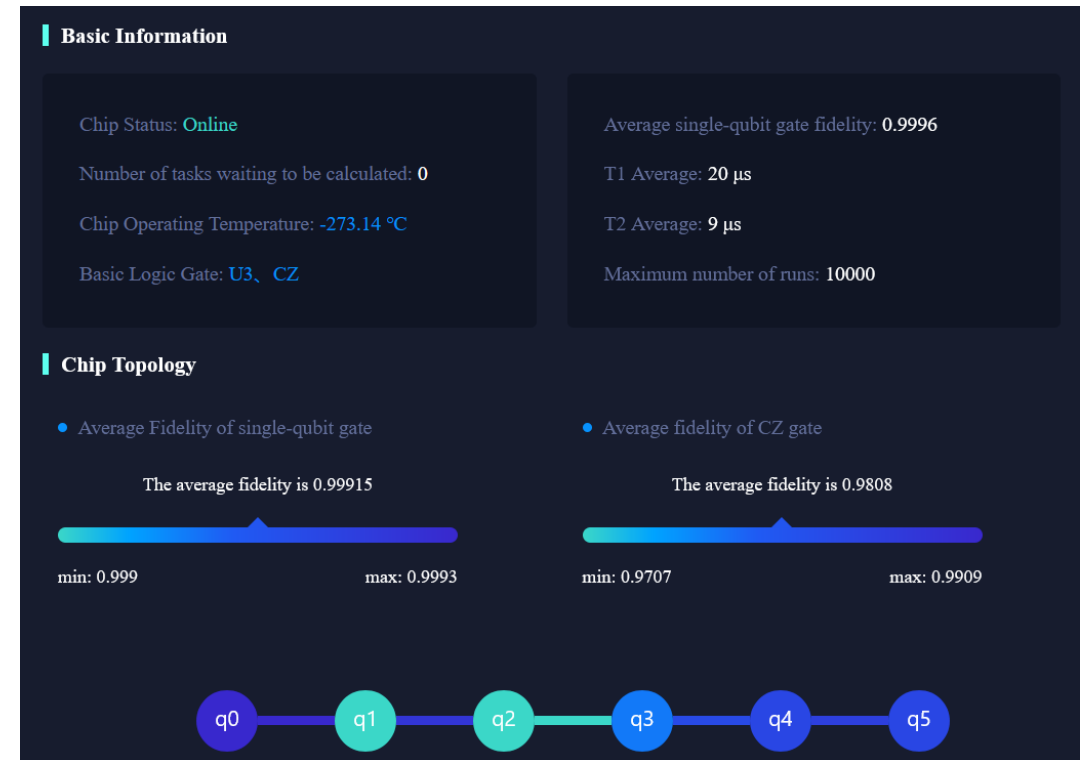 Basic Information
Chip Status: Online
Number of tasks waiting to be calculated: 0
Chip Operating Temperature: -273.14 ℃
Basic Logic Gate: U3、CZ
Average single-qubit gate fidelity: 0.9996
T1 Average: 20 μs
T2 Average: 9 μs
Maximum number of runs: 10000
Chip Topology
Average Fidelity of single-qubit gate
The average fidelity is 0.99915
min: 0.999 max: 0.9993
Average fidelity of CZ gate
The average fidelity is 0.9808
min: 0.9707 max: 0.9909
q0 q1 q2 q3 q4 q5